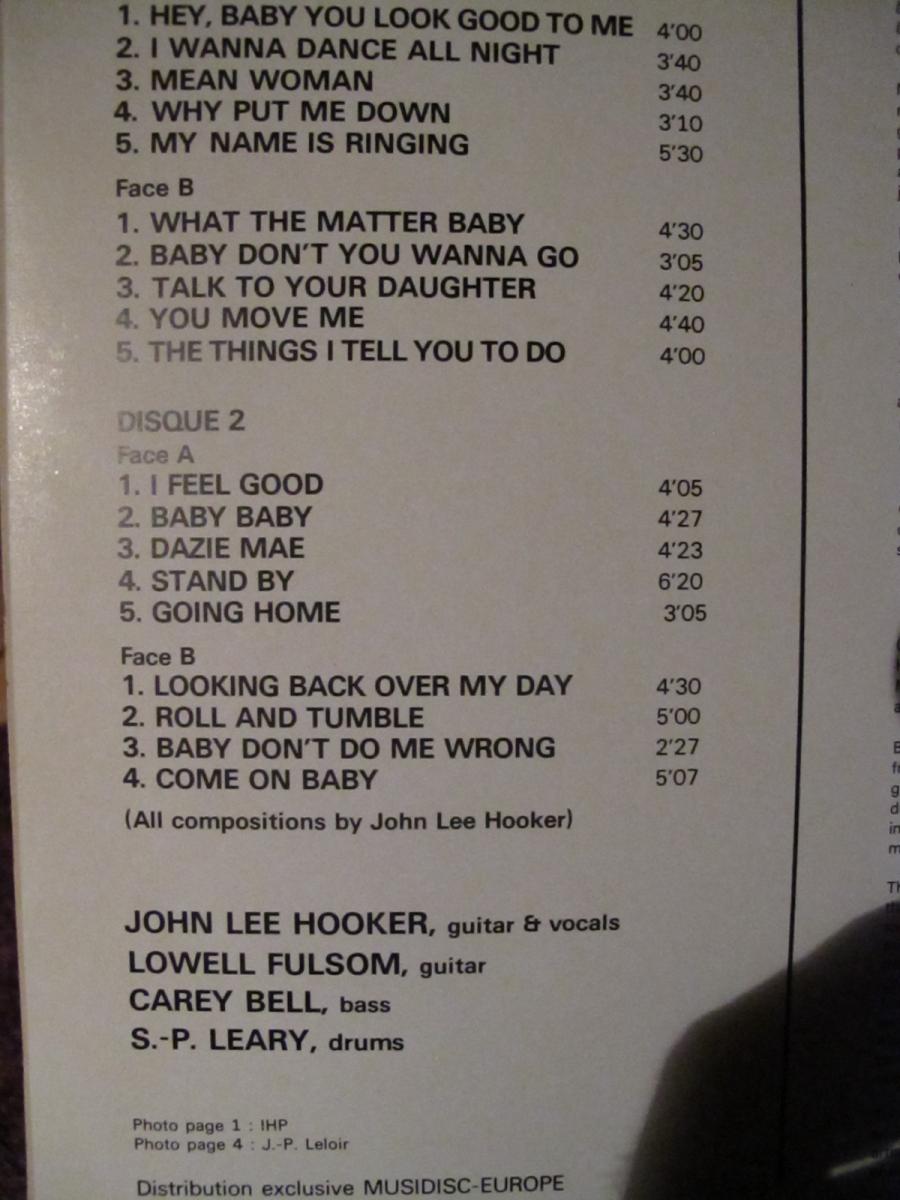 1. HEY, BABY YOU LOOK GOOD TO ME 4'00
2. I WANNA DANCE ALL NIGHT 3'40
3. MEAN WOMAN 3'40
4. WHY PUT ME DOWN 3'10
5. MY NAME IS RINGING 5'30
Face B
1. WHAT THE MATTER BABY 4'30
2. BABY DON'T YOU WANNA GO 3'05
3. TALK TO YOUR DAUGHTER 4'20
4. YOU MOVE ME 4'40
5. THE THINGS I TELL YOU TO DO 4'00
DISQUE 2
Face A
1. I FEEL GOOD 4'05
2. BABY BABY 4'27
3. DAZIE MAE 4'23
4. STAND BY 6'20
5. GOING HOME 3'05
Face B
1. LOOKING BACK OVER MY DAY 4'30
2. ROLL AND TUMBLE 5'00
3. BABY DON'T DO ME WRONG 2'27
4. COME ON BABY 5'07
(All compositions by John Lee Hooker)
JOHN LEE HOOKER, guitar & vocals
LOWELL FULSOM, guitar
CAREY BELL, bass
S.-P. LEARY, drums
Photo page 1 : IHP
Photo page 4 : J.-P. Leloir
Distribution exclusive MUSIDISC-EUROPE